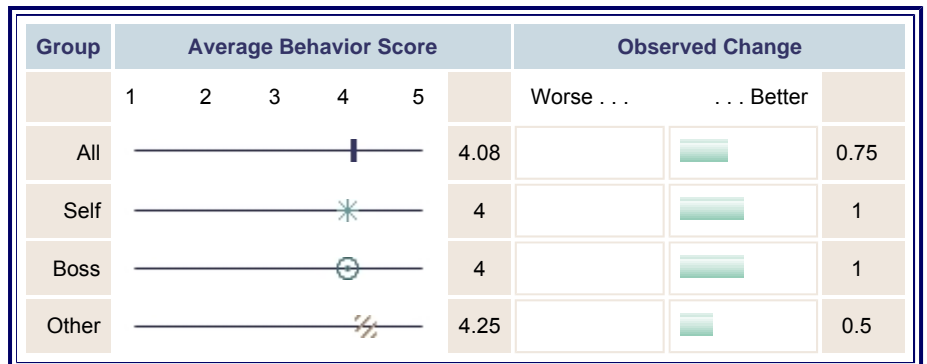 Group Average Behavior Score Observed Change
1 2 3 4 5 Worse . . . . . . Better
All 4.08 0.75
Self 4 1
Boss 4 1
Other 4.25 0.5